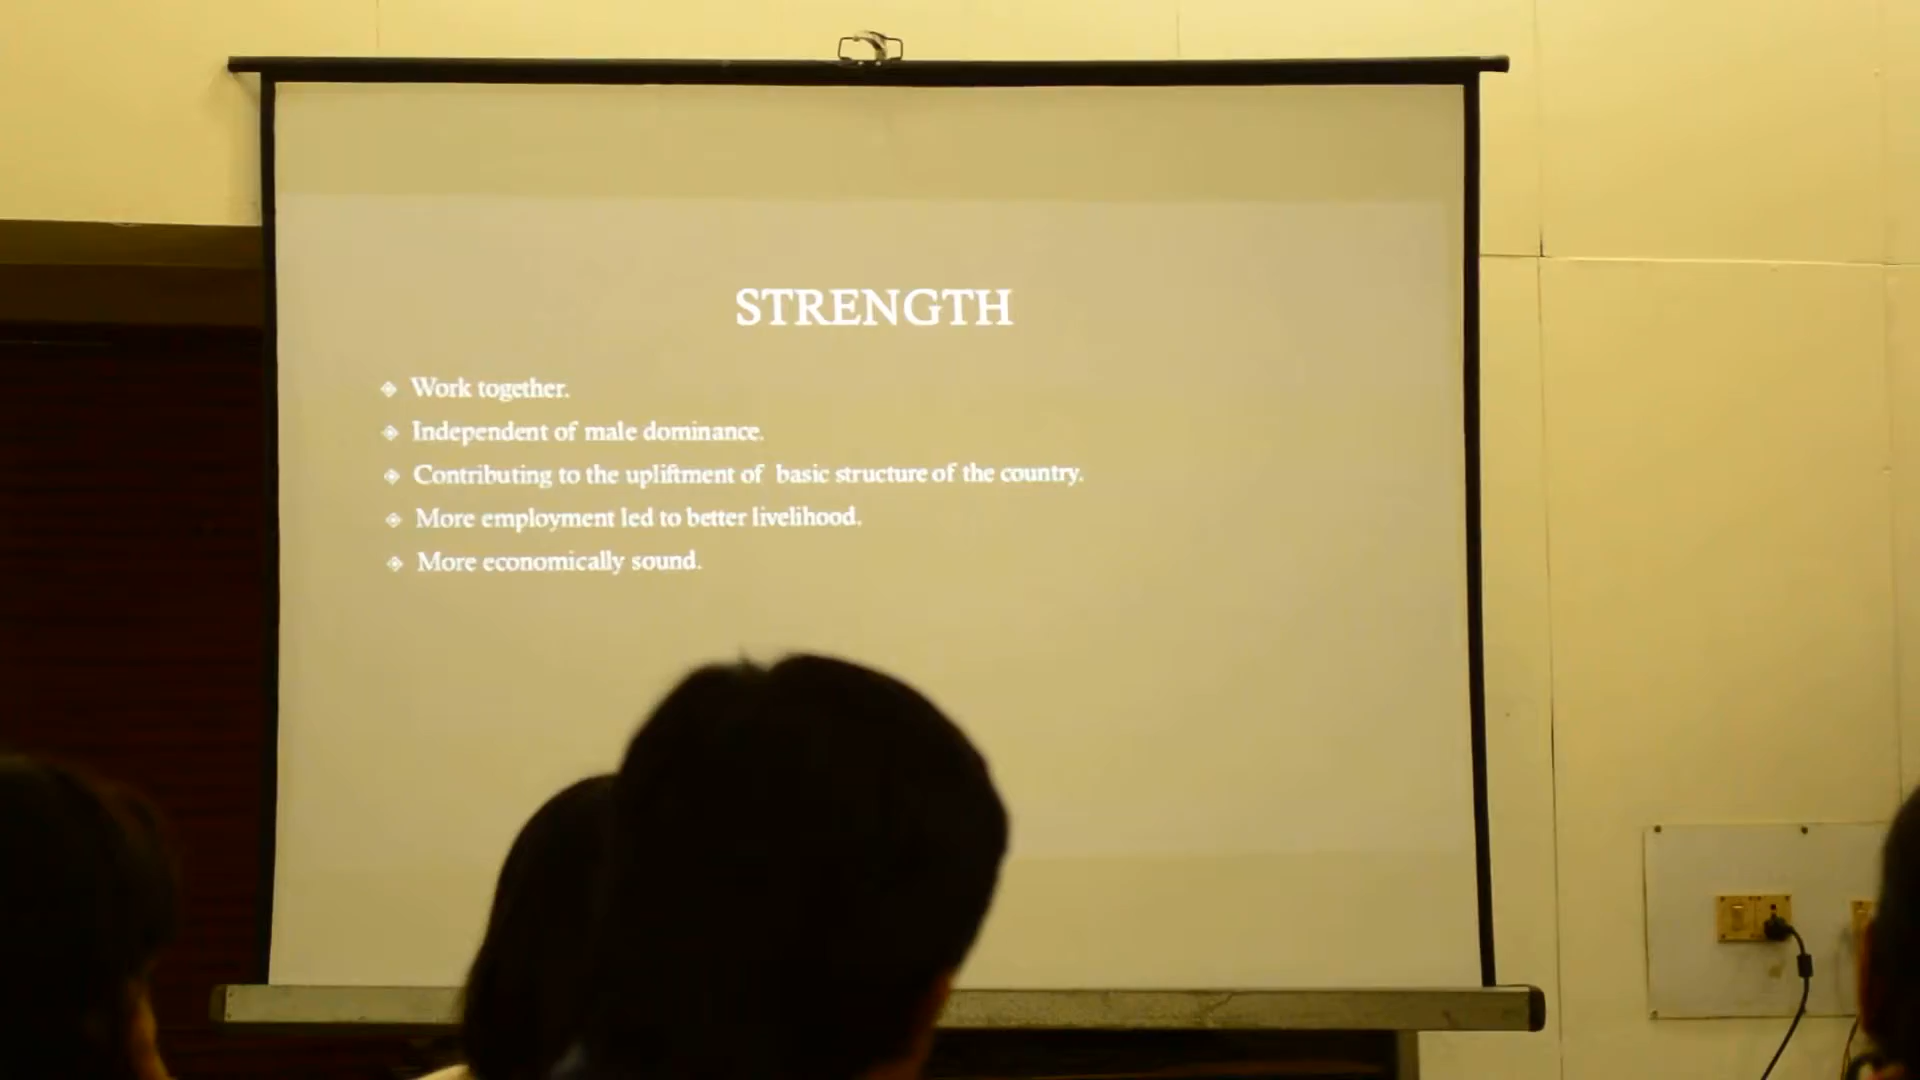 STRENGTH
Work together.
Independent of male dominance.
Contributing to the upliftment of basic structure of the country.
More employment led to better livelihood.
More economically sound.